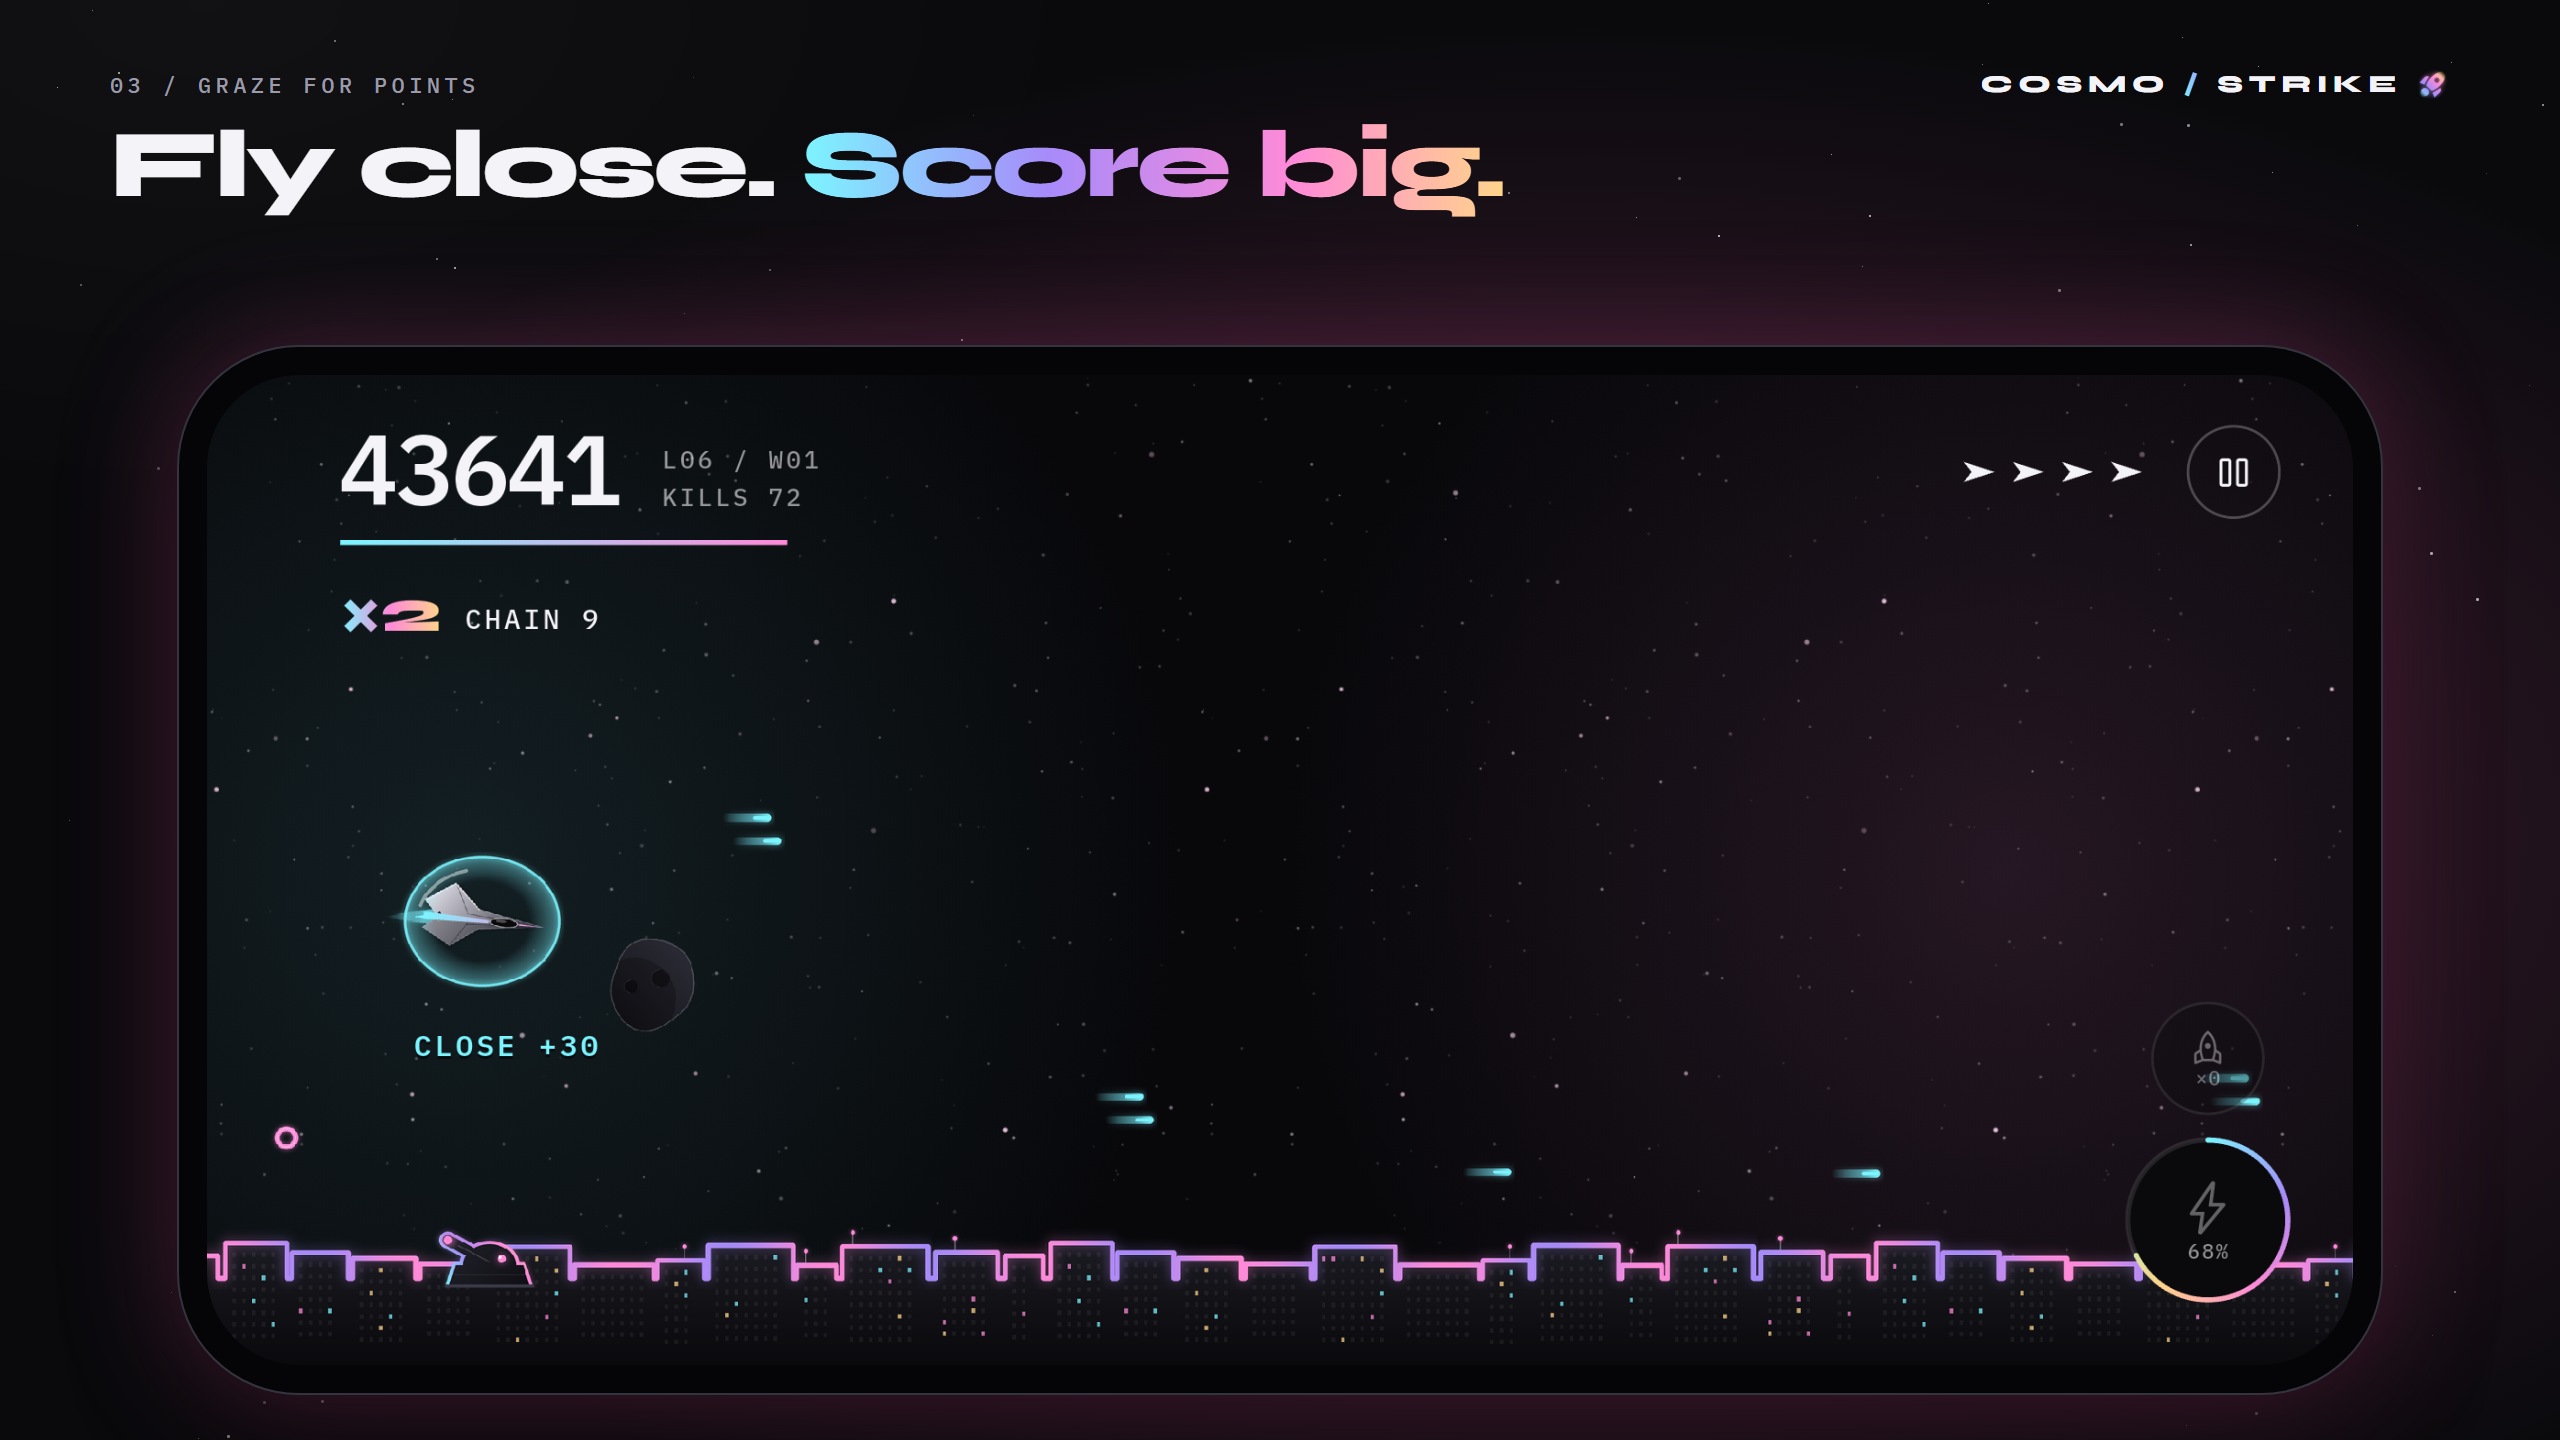 03 / GRAZE FOR POINTS
COSMO / STRIKE
Fly close. Score big.
43641
L06 / W01
KILLS 72
×2 CHAIN 9
CLOSE +30
×0
68%